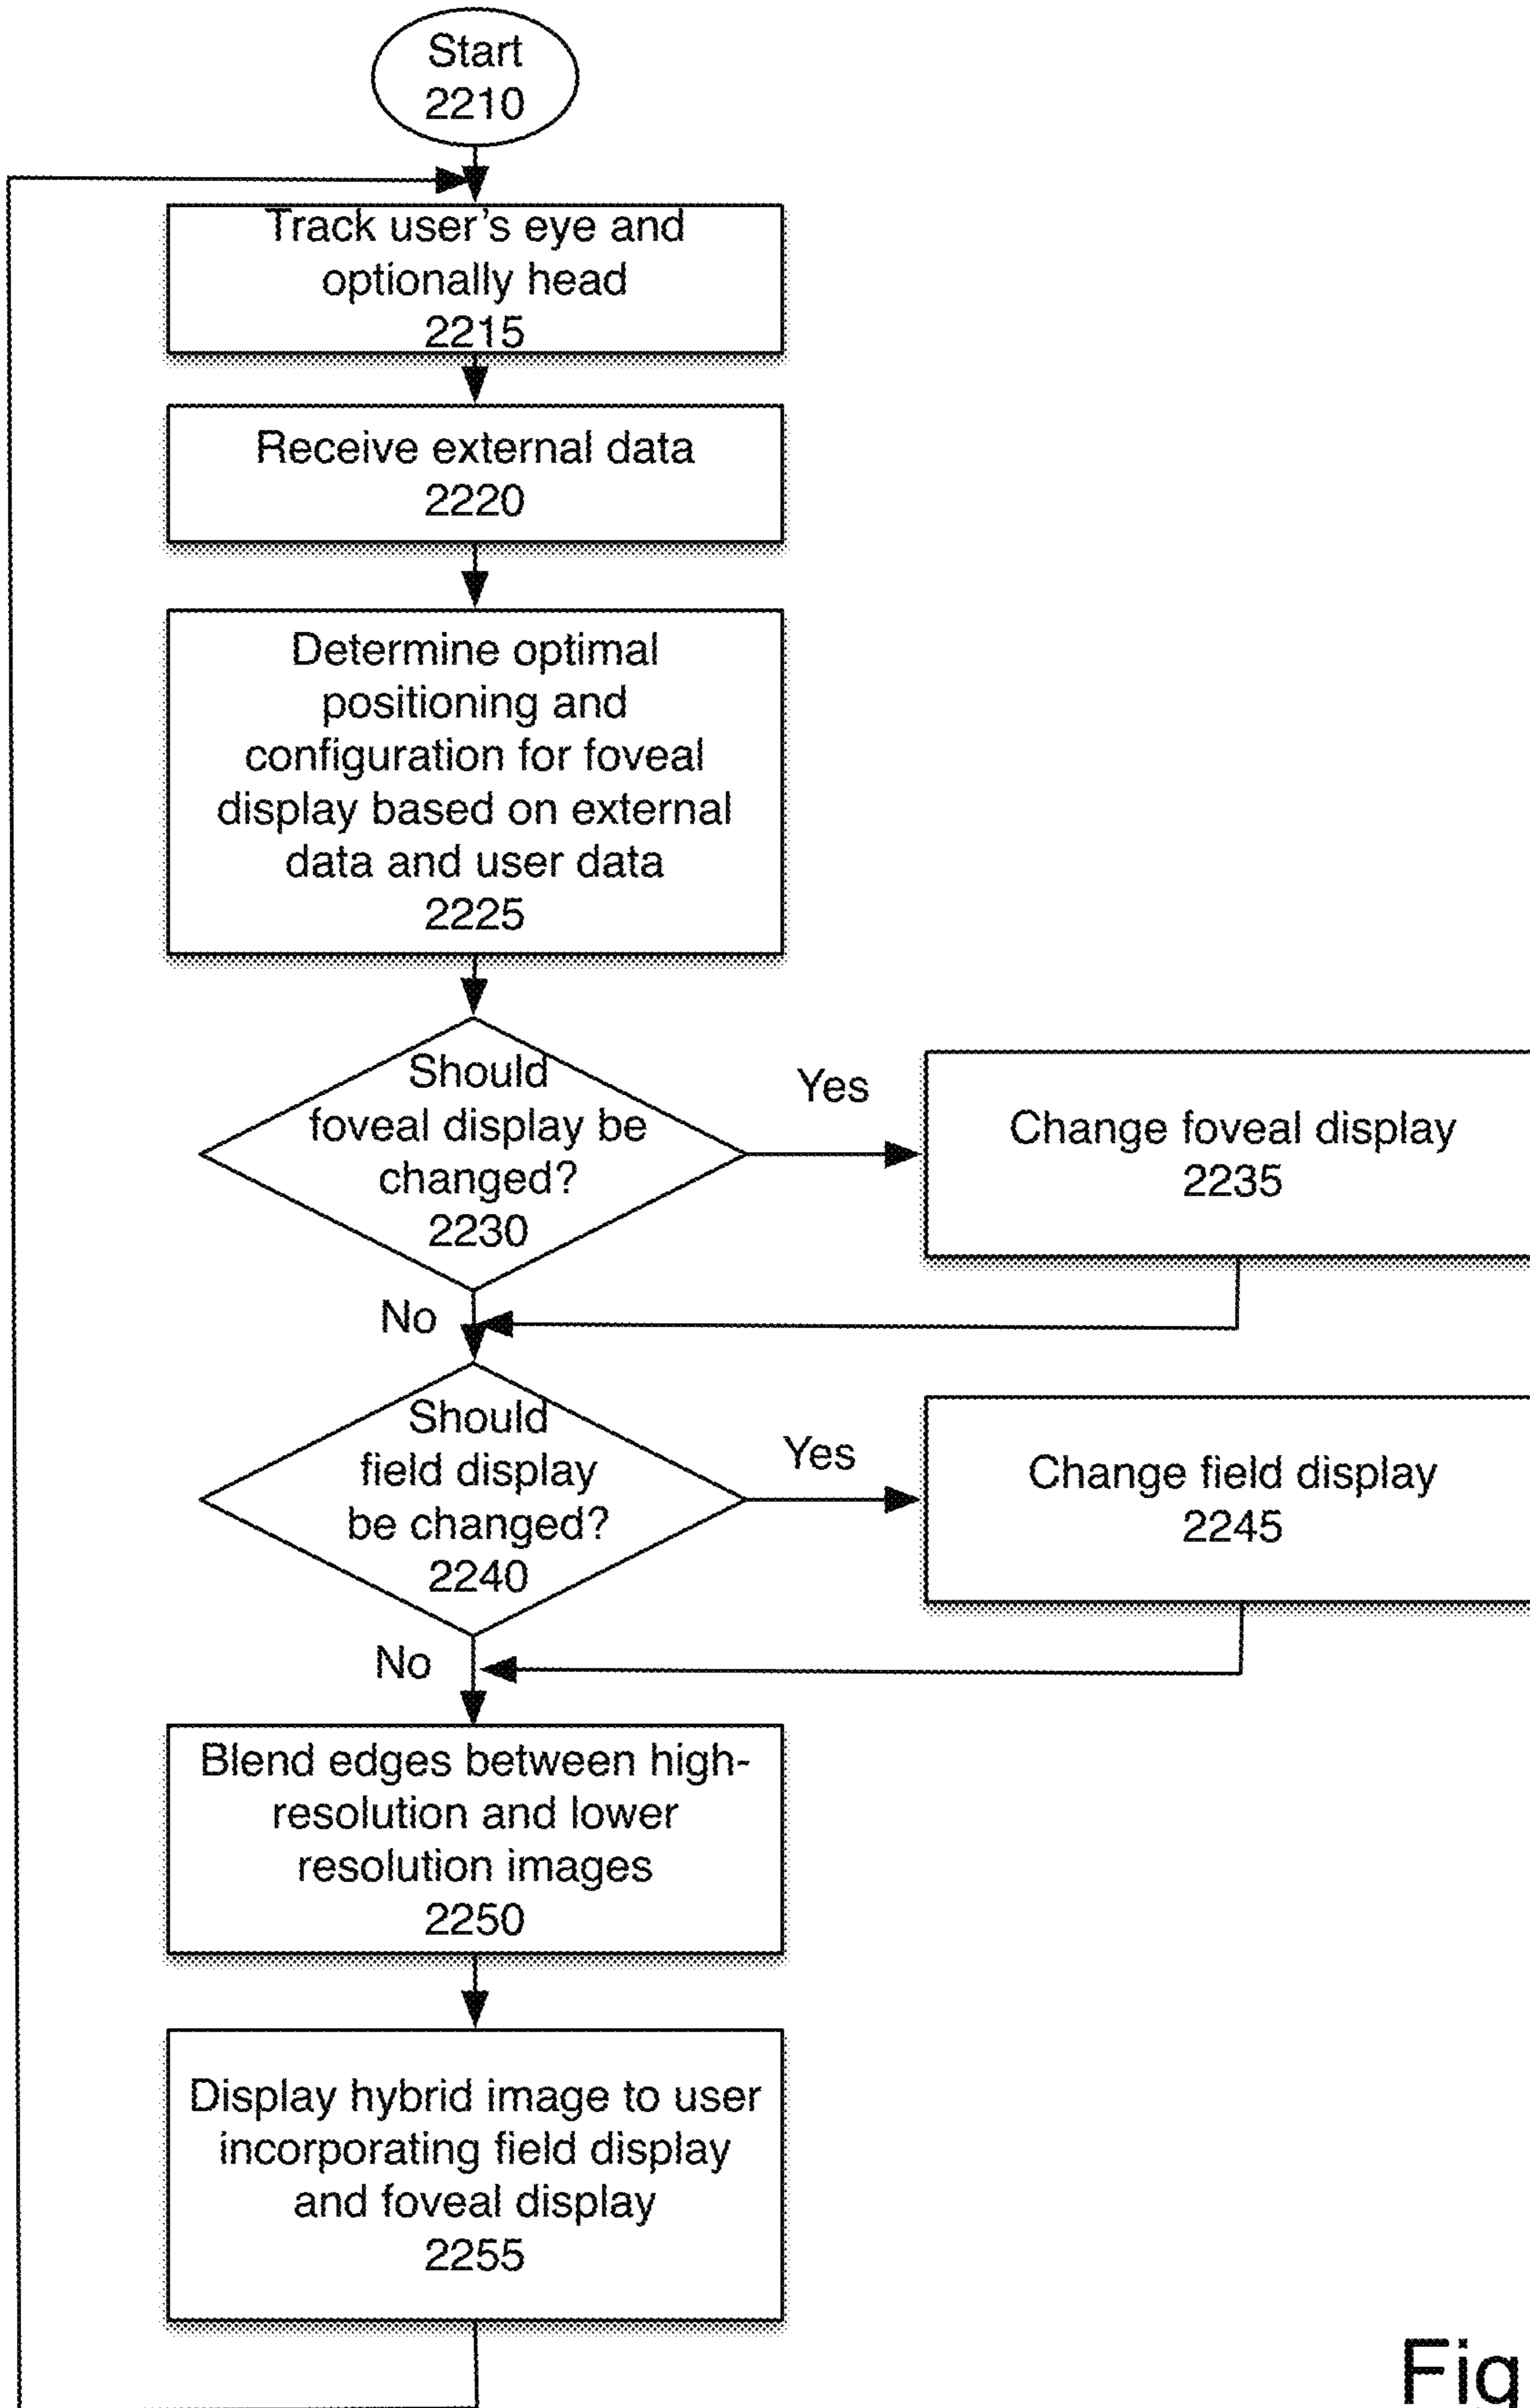 Start
2210
Track user's eye and
optionally head
2215
Receive external data
2220
Determine optimal
positioning and
configuration for foveal
display based on external
data and user data
2225
Should
foveal display be
changed?
2230
Yes
Change foveal display
2235
No
Should
field display
be changed?
2240
Yes
Change field display
2245
No
Blend edges between high-
resolution and lower
resolution images
2250
Display hybrid image to user
incorporating field display
and foveal display
2255
Fig